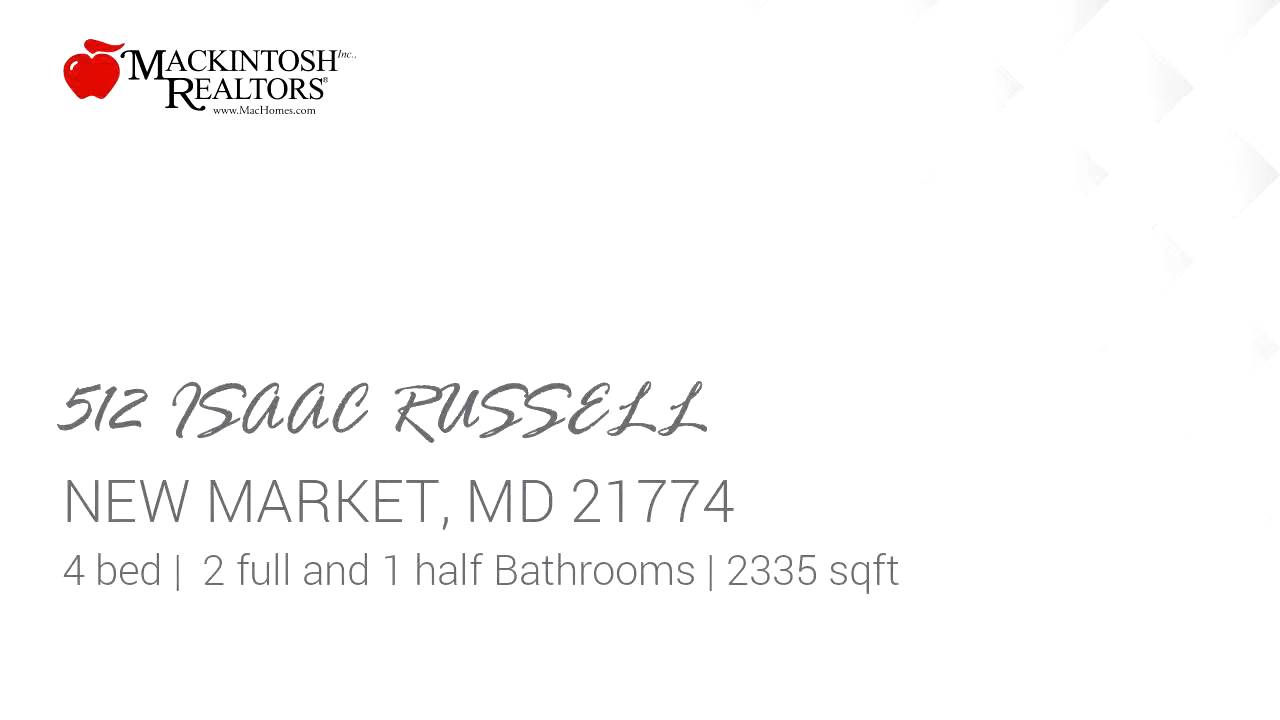 MACKINTOSH Inc.,
REALTORS®
www.MacHomes.com
512 ISAAC RUSSELL
NEW MARKET, MD 21774
4 bed | 2 full and 1 half Bathrooms | 2335 sqft